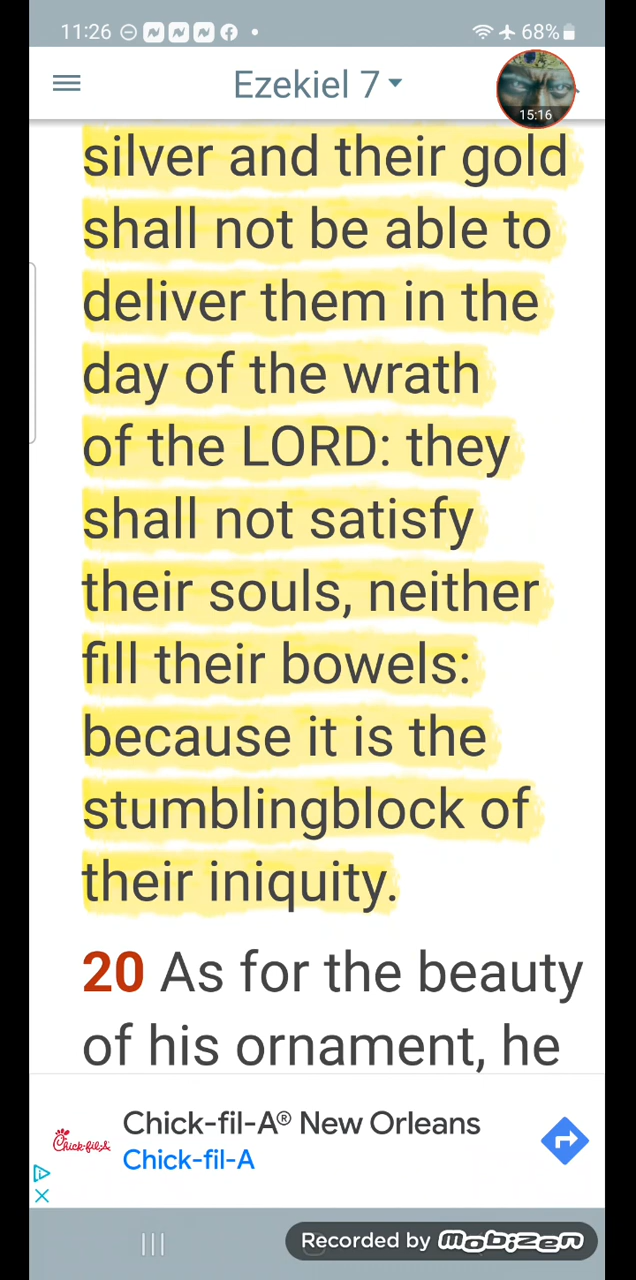 11:26
68%
Ezekiel 7
15:16
silver and their gold
shall not be able to
deliver them in the
day of the wrath
of the LORD: they
shall not satisfy
their souls, neither
fill their bowels:
because it is the
stumblingblock of
their iniquity.
20 As for the beauty
of his ornament, he
Chick-fil-A
Chick-fil-A® New Orleans
Chick-fil-A
Recorded by mobizen